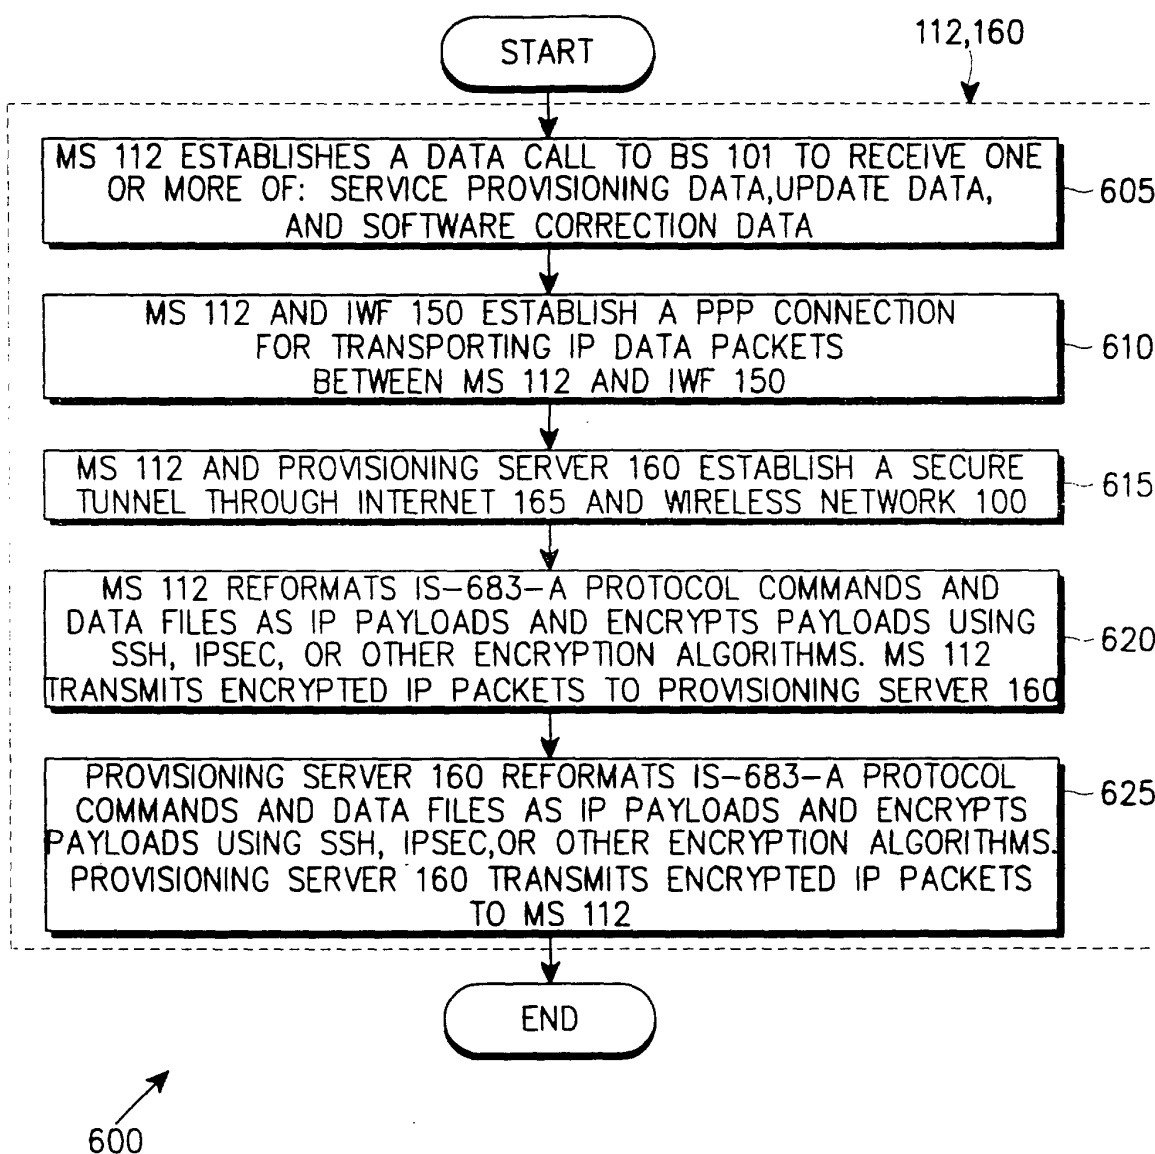 START
112,160
MS 112 ESTABLISHES A DATA CALL TO BS 101 TO RECEIVE ONE
OR MORE OF: SERVICE PROVISIONING DATA,UPDATE DATA,
AND SOFTWARE CORRECTION DATA
605
MS 112 AND IWF 150 ESTABLISH A PPP CONNECTION
FOR TRANSPORTING IP DATA PACKETS
BETWEEN MS 112 AND IWF 150
610
MS 112 AND PROVISIONING SERVER 160 ESTABLISH A SECURE
TUNNEL THROUGH INTERNET 165 AND WIRELESS NETWORK 100
615
MS 112 REFORMATS IS-683-A PROTOCOL COMMANDS AND
DATA FILES AS IP PAYLOADS AND ENCRYPTS PAYLOADS USING
SSH, IPSEC, OR OTHER ENCRYPTION ALGORITHMS. MS 112
TRANSMITS ENCRYPTED IP PACKETS TO PROVISIONING SERVER 160
620
PROVISIONING SERVER 160 REFORMATS IS-683-A PROTOCOL
COMMANDS AND DATA FILES AS IP PAYLOADS AND ENCRYPTS
PAYLOADS USING SSH, IPSEC,OR OTHER ENCRYPTION ALGORITHMS.
PROVISIONING SERVER 160 TRANSMITS ENCRYPTED IP PACKETS
TO MS 112
625
END
600